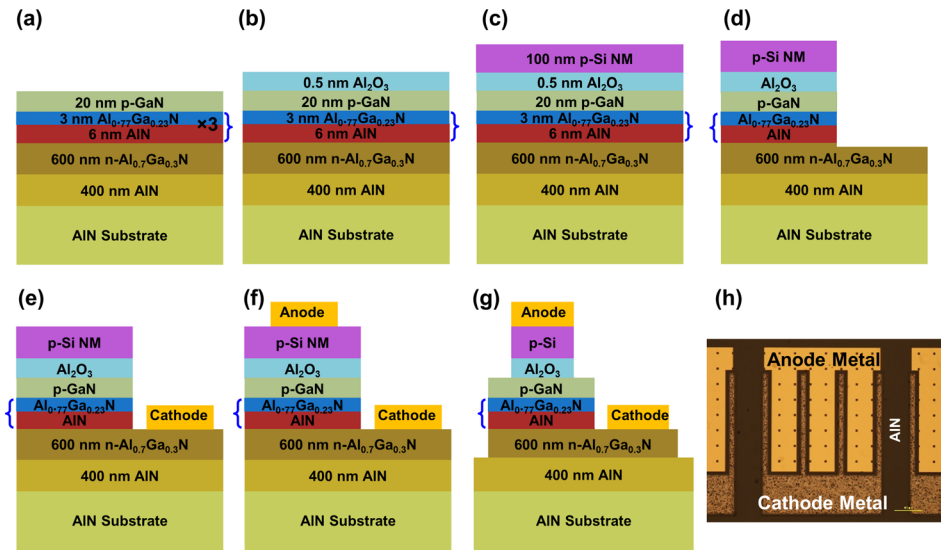 (a)
20 nm p-GaN
3 nm Al0.77Ga0.23N
×3
6 nm AlN
600 nm n-Al0.7Ga0.3N
400 nm AlN
AlN Substrate
(b)
0.5 nm Al2O3
20 nm p-GaN
3 nm Al0.77Ga0.23N
6 nm AlN
600 nm n-Al0.7Ga0.3N
400 nm AlN
AlN Substrate
(c)
100 nm p-Si NM
0.5 nm Al2O3
20 nm p-GaN
3 nm Al0.77Ga0.23N
6 nm AlN
600 nm n-Al0.7Ga0.3N
400 nm AlN
AlN Substrate
(d)
p-Si NM
Al2O3
p-GaN
Al0.77Ga0.23N
AlN
600 nm n-Al0.7Ga0.3N
400 nm AlN
AlN Substrate
(e)
p-Si NM
Al2O3
p-GaN
Al0.77Ga0.23N
AlN
Cathode
600 nm n-Al0.7Ga0.3N
400 nm AlN
AlN Substrate
(f)
Anode
p-Si NM
Al2O3
p-GaN
Al0.77Ga0.23N
AlN
Cathode
600 nm n-Al0.7Ga0.3N
400 nm AlN
AlN Substrate
(g)
Anode
p-Si
Al2O3
p-GaN
Al0.77Ga0.23N
AlN
Cathode
600 nm n-Al0.7Ga0.3N
400 nm AlN
AlN Substrate
(h)
Anode Metal
AlN
Cathode Metal